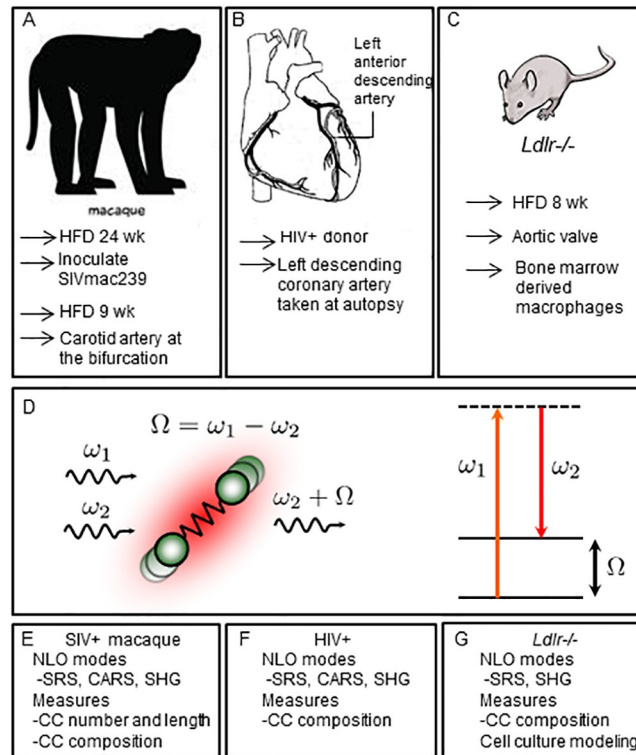 A
macaque
HFD 24 wk
Inoculate
SIVmac239
HFD 9 wk
Carotid artery at
the bifurcation
B
Left
anterior
descending
artery
HIV+ donor
Left descending
coronary artery
taken at autopsy
C
Ldlr-/-
HFD 8 wk
Aortic valve
Bone marrow
derived
macrophages
D
Ω = ω₁ − ω₂
ω₁
ω₂
ω₂ + Ω
ω₁
ω₂
Ω
E SIV+ macaque
NLO modes
-SRS, CARS, SHG
Measures
-CC number and length
-CC composition
F HIV+
NLO modes
-SRS, CARS, SHG
Measures
-CC composition
G Ldlr-/-
NLO modes
-SRS, SHG
Measures
-CC composition
Cell culture modeling